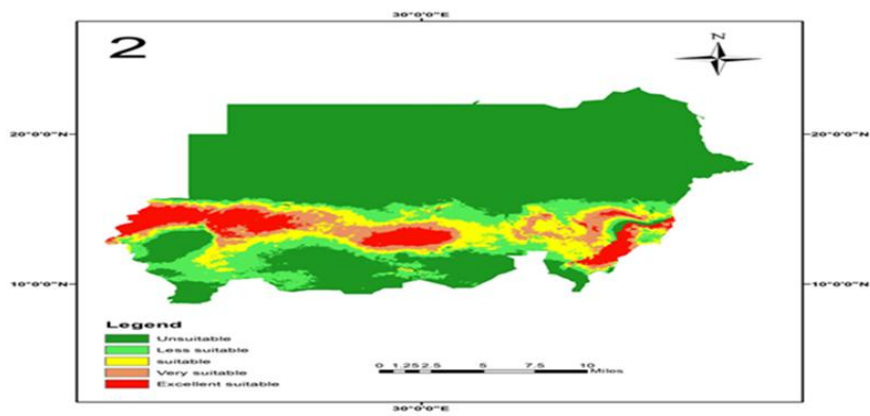 30°0'0"E
2
N
20°0'0"N
20°0'0"N
10°0'0"N
10°0'0"N
Legend
Unsuitable
Less suitable
suitable
Very suitable
Excellent suitable
0 1.252.5 5 7.5 10
Miles
30°0'0"E